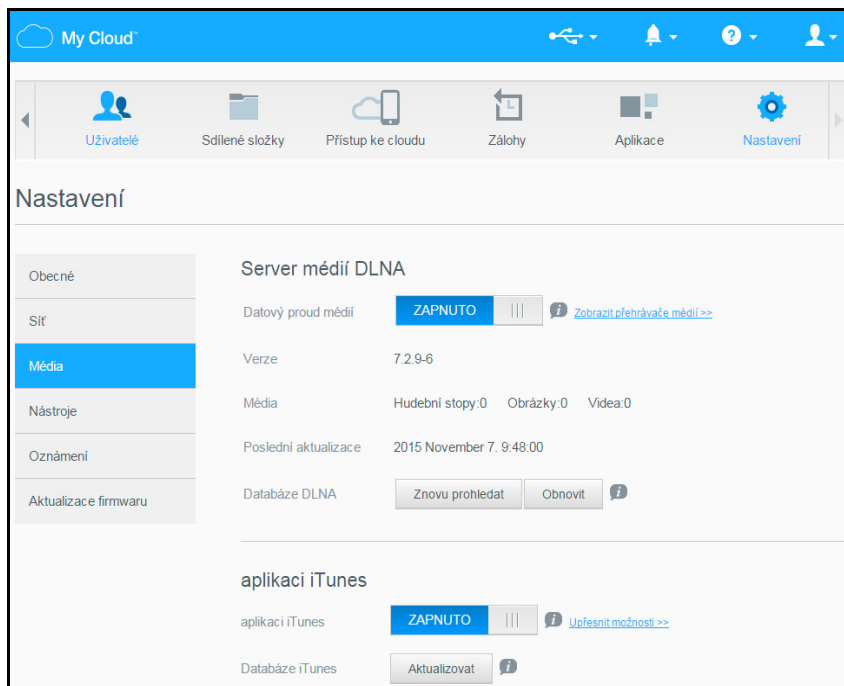 My Cloud™
Uživatelé Sdílené složky Přístup ke cloudu Zálohy Aplikace Nastavení
Nastavení
Obecné
Síť
Média
Nástroje
Oznámení
Aktualizace firmwaru
Server médií DLNA
Datový proud médií ZAPNUTO Zobrazit přehrávače médií >>
Verze 7.2.9-6
Média Hudební stopy:0 Obrázky:0 Videa:0
Poslední aktualizace 2015 November 7. 9:48:00
Databáze DLNA Znovu prohledat Obnovit
aplikaci iTunes
aplikaci iTunes ZAPNUTO Upřesnit možnosti >>
Databáze iTunes Aktualizovat